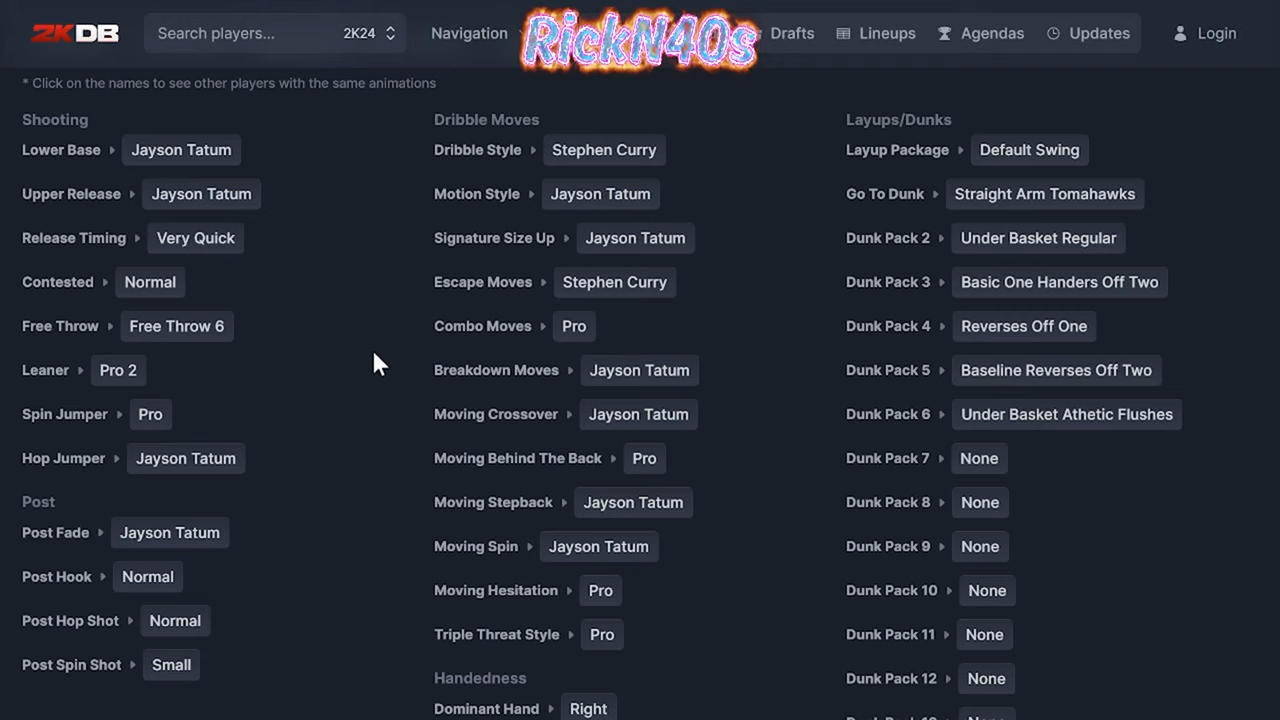 2KDB
Search players...
2K24
Navigation
RickN40s
Drafts
Lineups
Agendas
Updates
Login
* Click on the names to see other players with the same animations
Shooting
Lower Base Jayson Tatum
Upper Release Jayson Tatum
Release Timing Very Quick
Contested Normal
Free Throw Free Throw 6
Leaner Pro 2
Spin Jumper Pro
Hop Jumper Jayson Tatum
Post
Post Fade Jayson Tatum
Post Hook Normal
Post Hop Shot Normal
Post Spin Shot Small
Dribble Moves
Dribble Style Stephen Curry
Motion Style Jayson Tatum
Signature Size Up Jayson Tatum
Escape Moves Stephen Curry
Combo Moves Pro
Breakdown Moves Jayson Tatum
Moving Crossover Jayson Tatum
Moving Behind The Back Pro
Moving Stepback Jayson Tatum
Moving Spin Jayson Tatum
Moving Hesitation Pro
Triple Threat Style Pro
Handedness
Dominant Hand Right
Layups/Dunks
Layup Package Default Swing
Go To Dunk Straight Arm Tomahawks
Dunk Pack 2 Under Basket Regular
Dunk Pack 3 Basic One Handers Off Two
Dunk Pack 4 Reverses Off One
Dunk Pack 5 Baseline Reverses Off Two
Dunk Pack 6 Under Basket Athetic Flushes
Dunk Pack 7 None
Dunk Pack 8 None
Dunk Pack 9 None
Dunk Pack 10 None
Dunk Pack 11 None
Dunk Pack 12 None